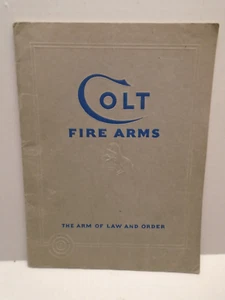 COLT
FIRE ARMS
THE ARM OF LAW AND ORDER